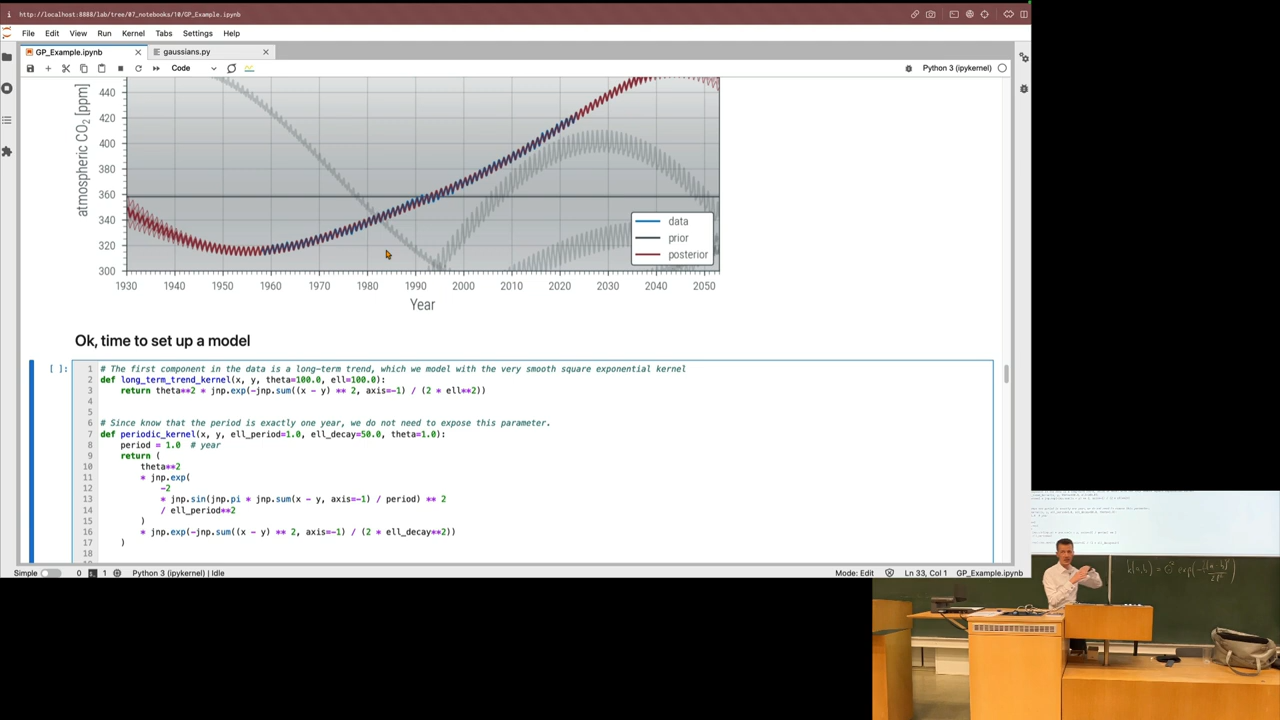 http://localhost:8888/lab/tree/07_notebooks/10/GP_Example.ipynb
File Edit View Run Kernel Tabs Settings Help
GP_Example.ipynb gaussians.py
Code Python 3 (ipykernel)
440
420
400
380
360
340
320
300
atmospheric CO2 [ppm]
data
prior
posterior
1930 1940 1950 1960 1970 1980 1990 2000 2010 2020 2030 2040 2050
Year
Ok, time to set up a model
[ ]:
1 # The first component in the data is a long-term trend, which we model with the very smooth square exponential kernel
2 def long_term_trend_kernel(x, y, theta=100.0, ell=100.0):
3 return theta**2 * jnp.exp(-jnp.sum((x - y) ** 2, axis=-1) / (2 * ell**2))
4
5
6 # Since know that the period is exactly one year, we do not need to expose this parameter.
7 def periodic_kernel(x, y, ell_period=1.0, ell_decay=50.0, theta=1.0):
8 period = 1.0 # year
9 return (
10 theta**2
11 * jnp.exp(
12 -2
13 * jnp.sin(jnp.pi * jnp.sum(x - y, axis=-1) / period) ** 2
14 / ell_period**2
15 )
16 * jnp.exp(-jnp.sum((x - y) ** 2, axis=-1) / (2 * ell_decay**2))
17 )
18
Simple 0 1 Python 3 (ipykernel) | Idle Mode: Edit Ln 33, Col 1 GP_Example.ipynb